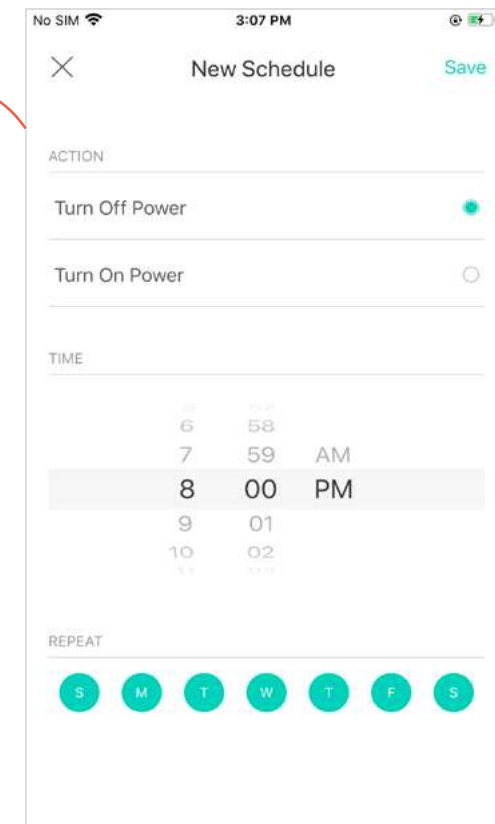 No SIM 3:07 PM
New Schedule Save
ACTION
Turn Off Power
Turn On Power
TIME
6 58
7 59 AM
8 00 PM
9 01
10 02
REPEAT
S M T W T F S